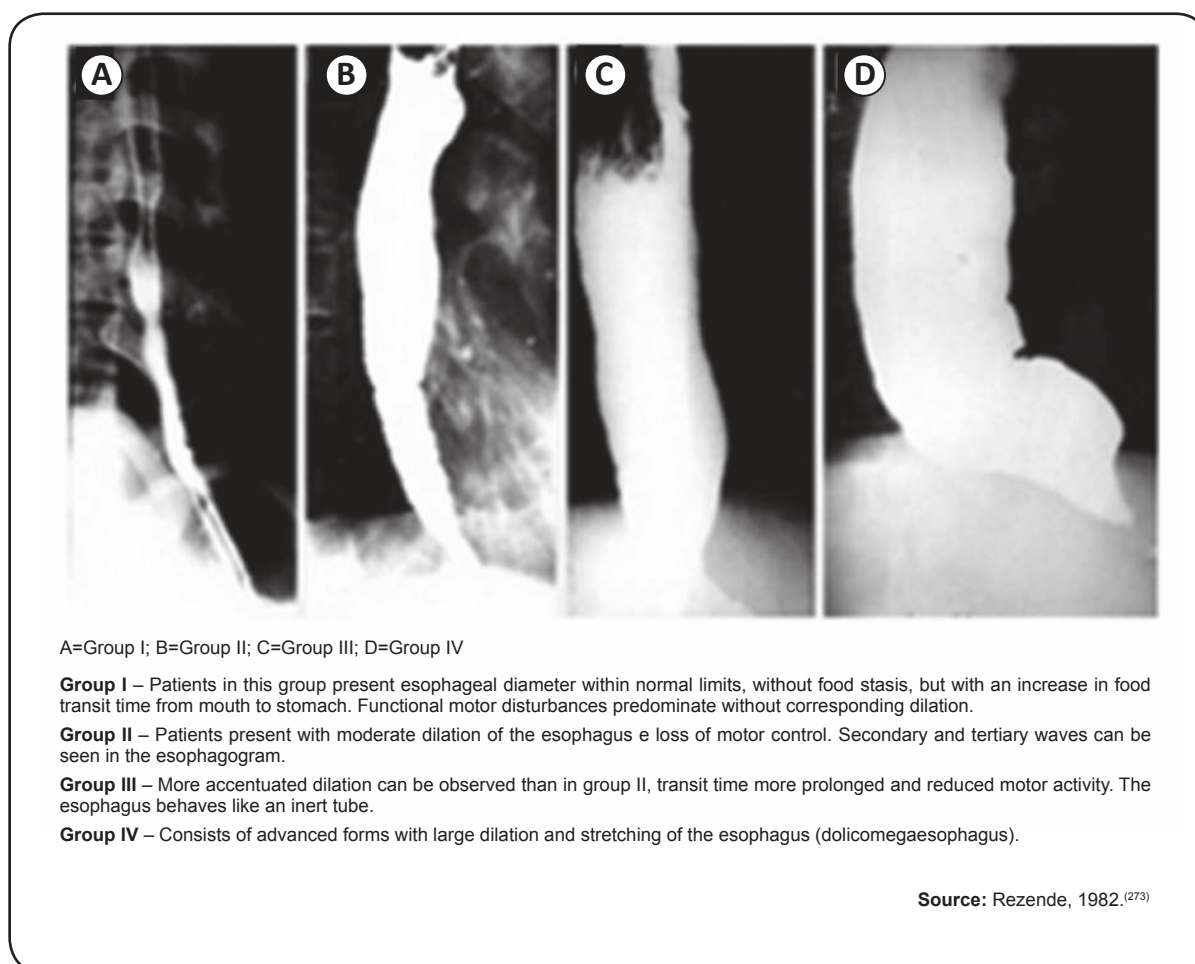 A
B
C
D
A=Group I; B=Group II; C=Group III; D=Group IV
Group I – Patients in this group present esophageal diameter within normal limits, without food stasis, but with an increase in food
transit time from mouth to stomach. Functional motor disturbances predominate without corresponding dilation.
Group II – Patients present with moderate dilation of the esophagus e loss of motor control. Secondary and tertiary waves can be
seen in the esophagogram.
Group III – More accentuated dilation can be observed than in group II, transit time more prolonged and reduced motor activity. The
esophagus behaves like an inert tube.
Group IV – Consists of advanced forms with large dilation and stretching of the esophagus (dolicomegaesophagus).
Source: Rezende, 1982.(273)